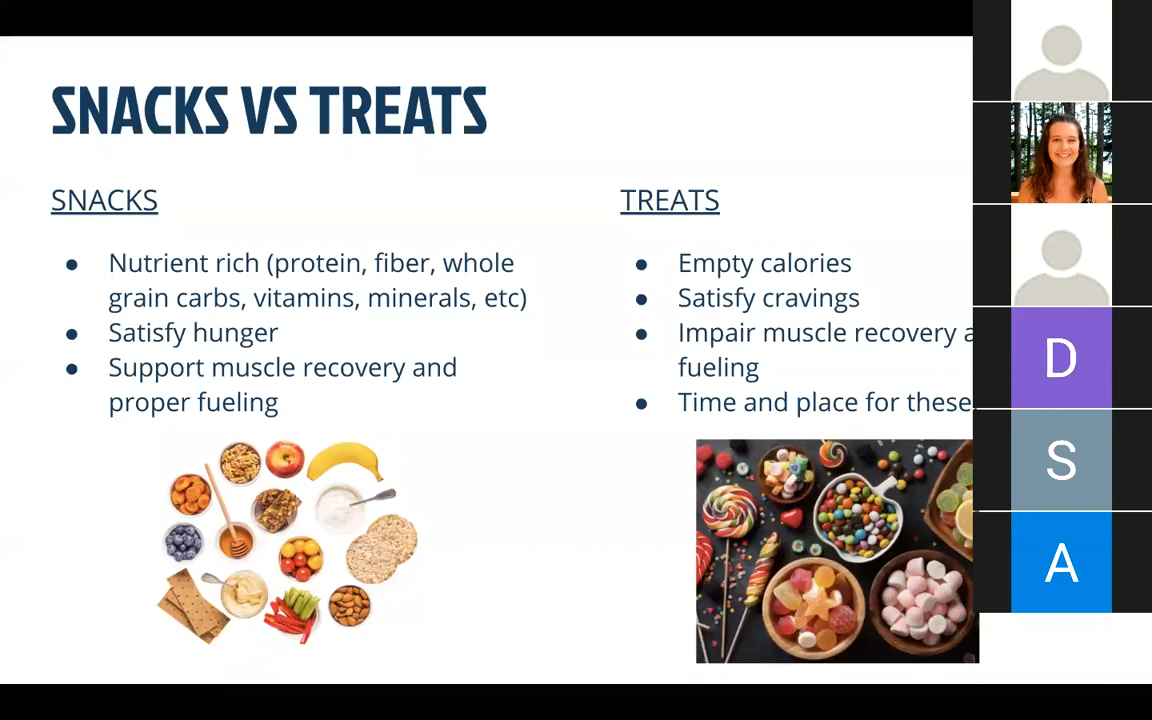 SNACKS VS TREATS
SNACKS
● Nutrient rich (protein, fiber, whole
grain carbs, vitamins, minerals, etc)
● Satisfy hunger
● Support muscle recovery and
proper fueling
TREATS
● Empty calories
● Satisfy cravings
● Impair muscle recovery a
fueling
● Time and place for these
D
S
A